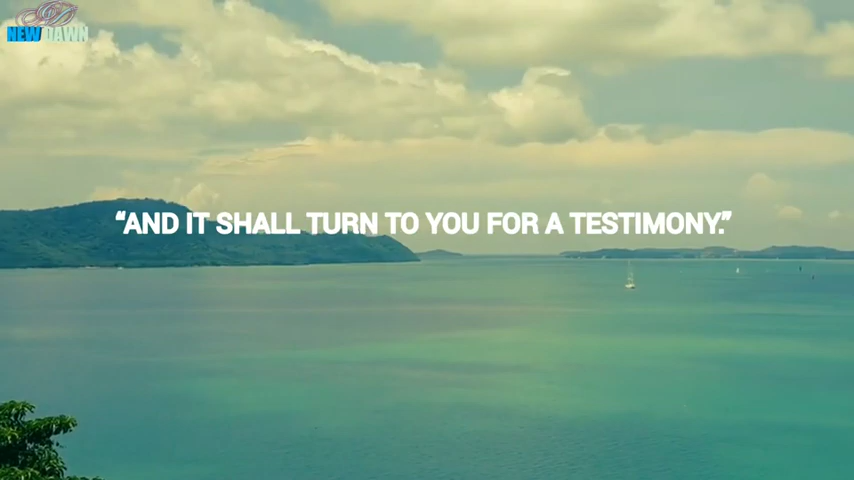 NEW DAWN
“AND IT SHALL TURN TO YOU FOR A TESTIMONY.”